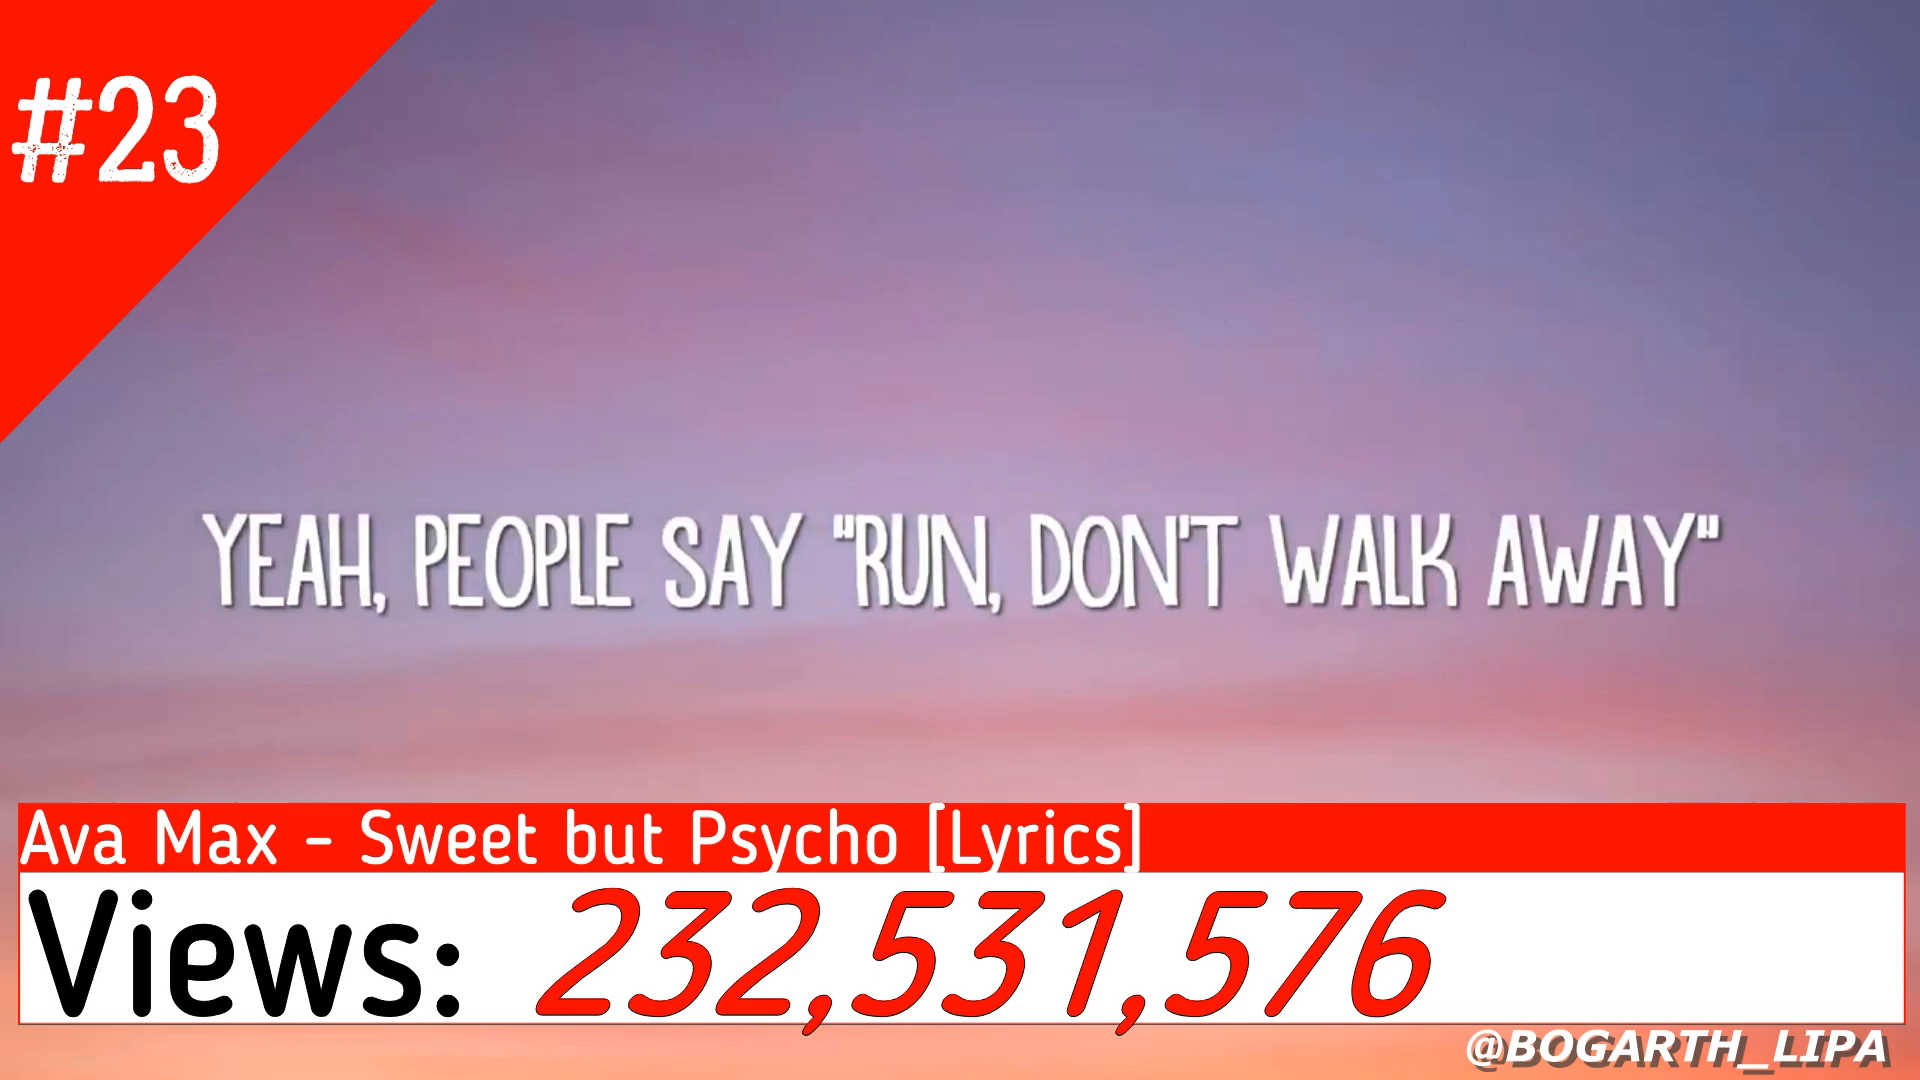 #23
YEAH, PEOPLE SAY "RUN, DON'T WALK AWAY"
Ava Max - Sweet but Psycho [Lyrics]
Views: 232,531,576
@BOGARTH_LIPA